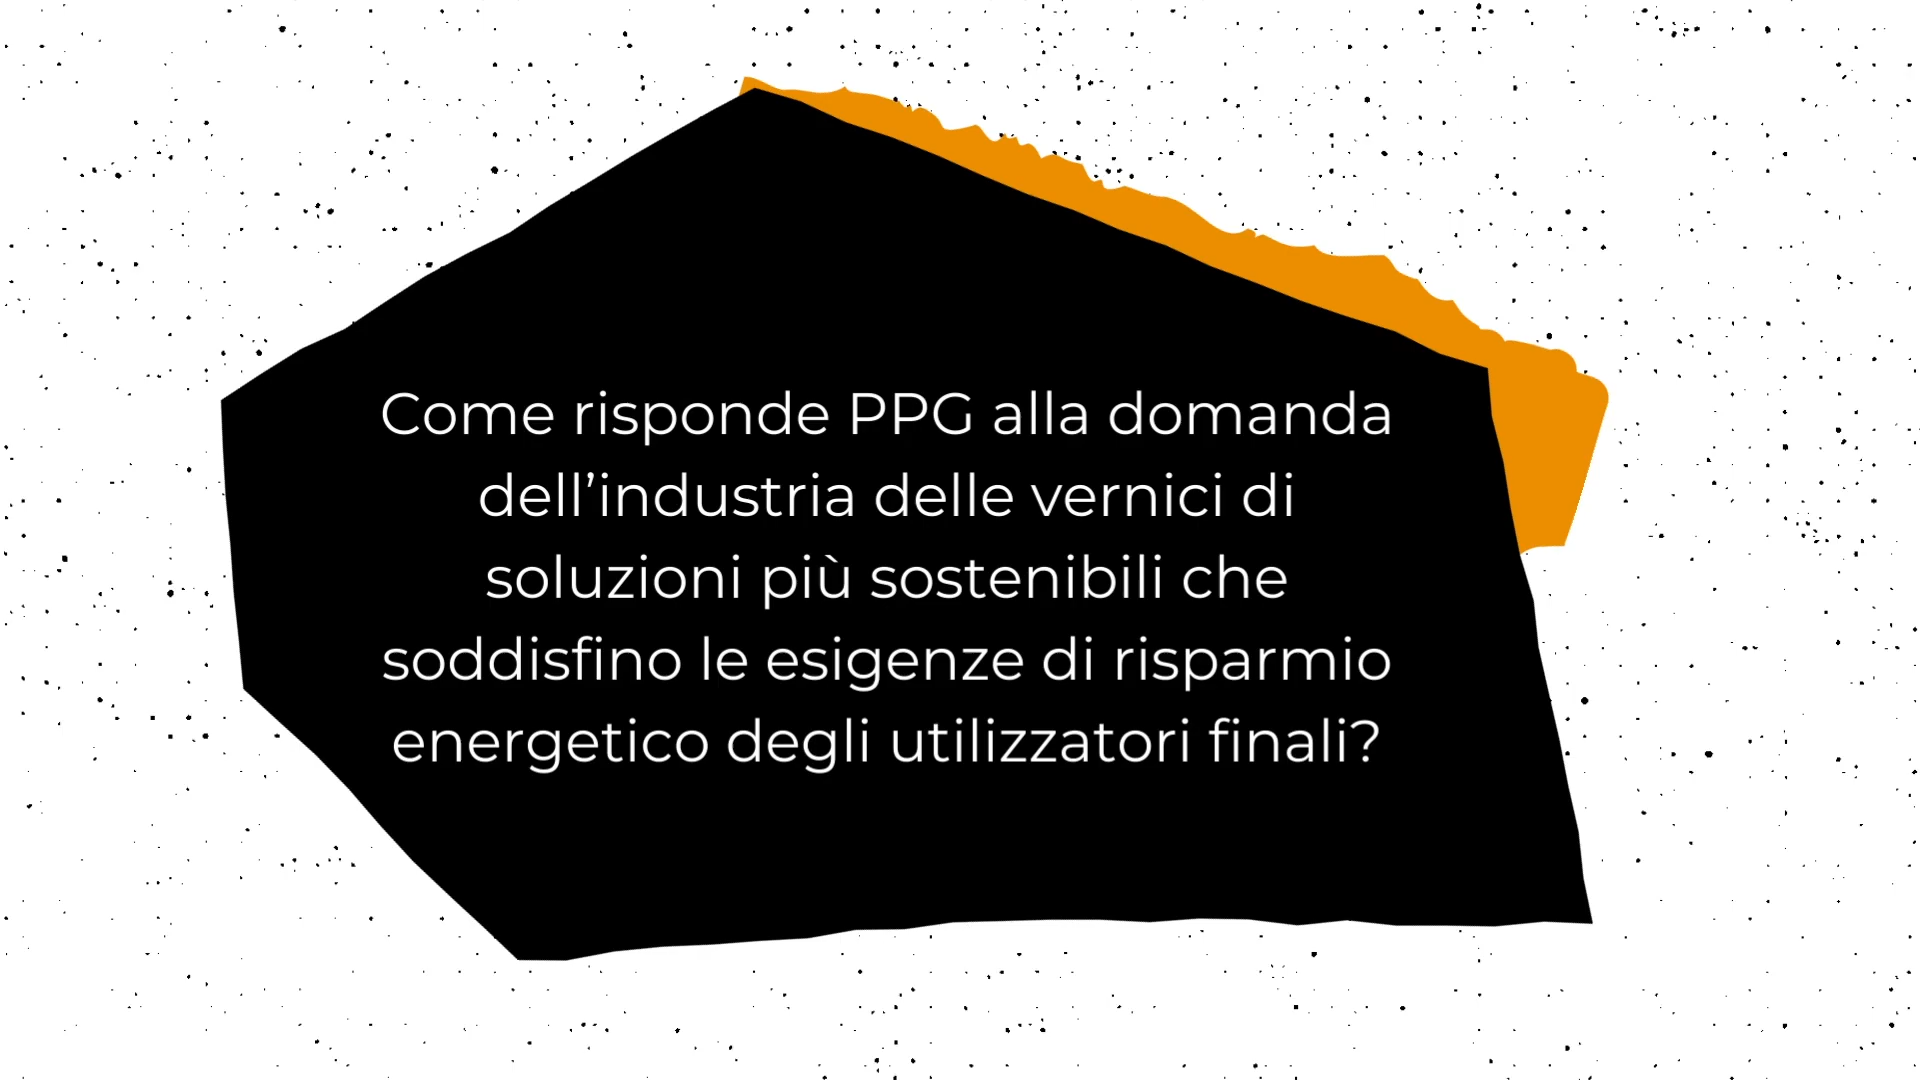 Come risponde PPG alla domanda
dell’industria delle vernici di
soluzioni più sostenibili che
soddisfino le esigenze di risparmio
energetico degli utilizzatori finali?